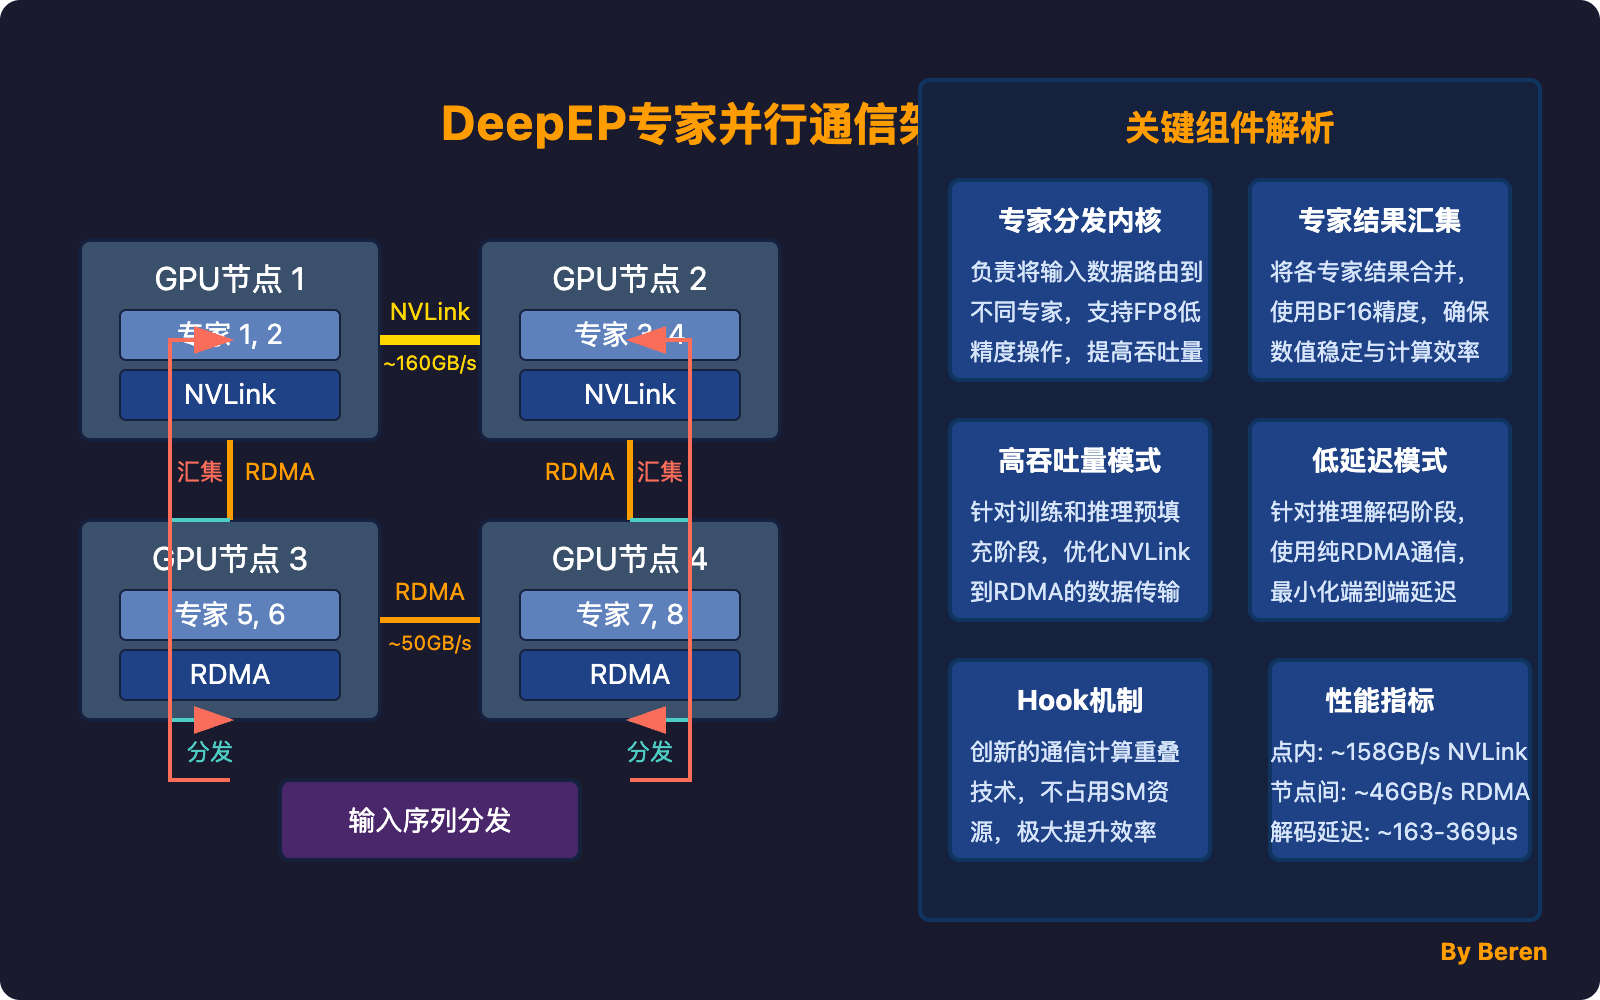 DeepEP专家并行通信架
GPU节点 1
专家 1, 2
NVLink
NVLink
~160GB/s
GPU节点 2
专家 3, 4
NVLink
汇集
RDMA
RDMA
汇集
GPU节点 3
专家 5, 6
RDMA
RDMA
~50GB/s
GPU节点 4
专家 7, 8
RDMA
分发
分发
输入序列分发
关键组件解析
专家分发内核
负责将输入数据路由到
不同专家，支持FP8低
精度操作，提高吞吐量
专家结果汇集
将各专家结果合并，
使用BF16精度，确保
数值稳定与计算效率
高吞吐量模式
针对训练和推理预填
充阶段，优化NVLink
到RDMA的数据传输
低延迟模式
针对推理解码阶段，
使用纯RDMA通信，
最小化端到端延迟
Hook机制
创新的通信计算重叠
技术，不占用SM资
源，极大提升效率
性能指标
点内: ~158GB/s NVLink
节点间: ~46GB/s RDMA
解码延迟: ~163-369μs
By Beren